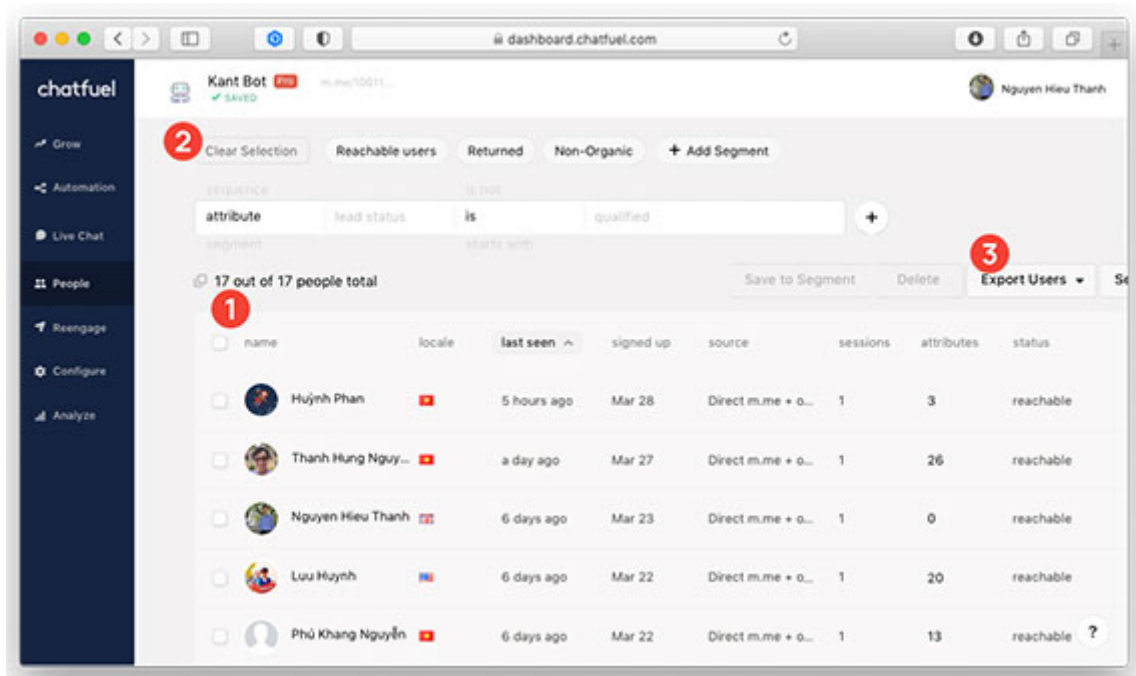 dashboard.chatfuel.com
chatfuel
Kant Bot PRO
✓ SAVED
Nguyen Hieu Thanh
Grow
Automation
Live Chat
People
Reengage
Configure
Analyze
2
Clear Selection Reachable users Returned Non-Organic + Add Segment
sequence is not
attribute lead status is qualified +
segment starts with
3
17 out of 17 people total Save to Segment Delete Export Users
1
name locale last seen signed up source sessions attributes status
Huỳnh Phan 5 hours ago Mar 28 Direct m.me + o... 1 3 reachable
Thanh Hung Nguy... a day ago Mar 27 Direct m.me + o... 1 26 reachable
Nguyen Hieu Thanh 6 days ago Mar 23 Direct m.me + o... 1 0 reachable
Luu Huynh 6 days ago Mar 22 Direct m.me + o... 1 20 reachable
Phú Khang Nguyễn 6 days ago Mar 22 Direct m.me + o... 1 13 reachable ?